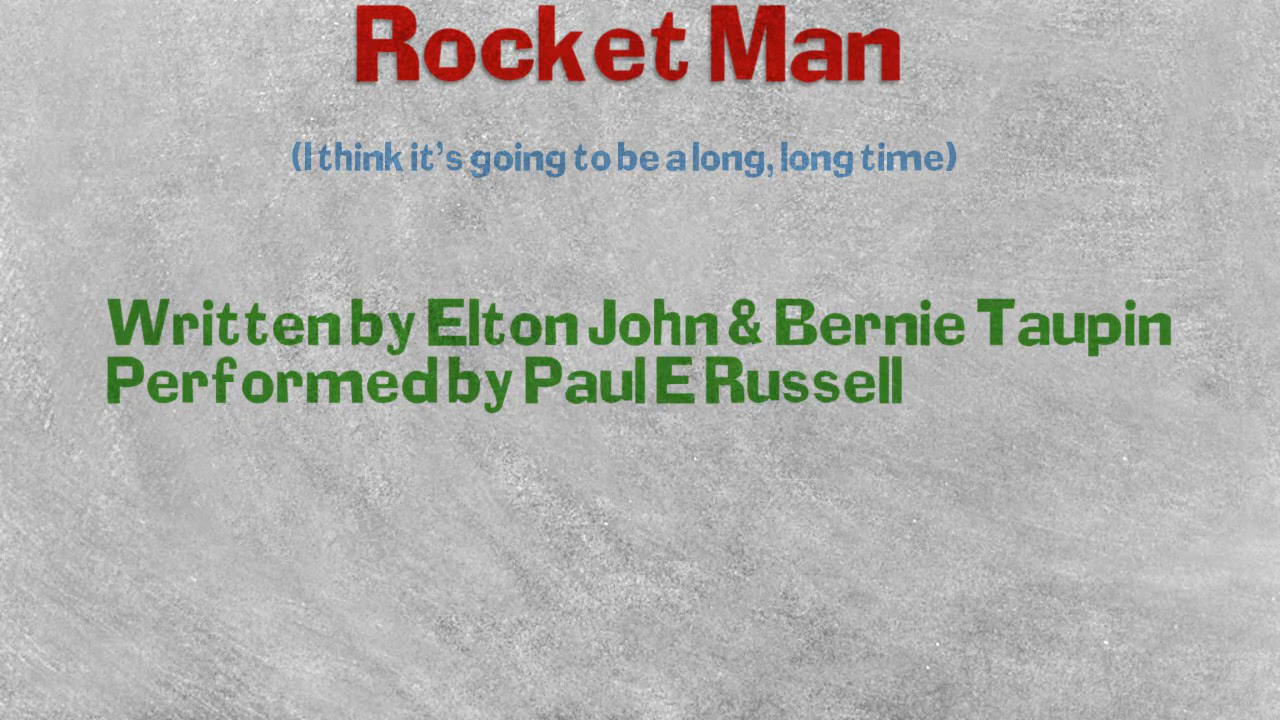 Rocket Man
(I think it's going to be a long, long time)
Written by Elton John & Bernie Taupin
Performed by Paul E Russell